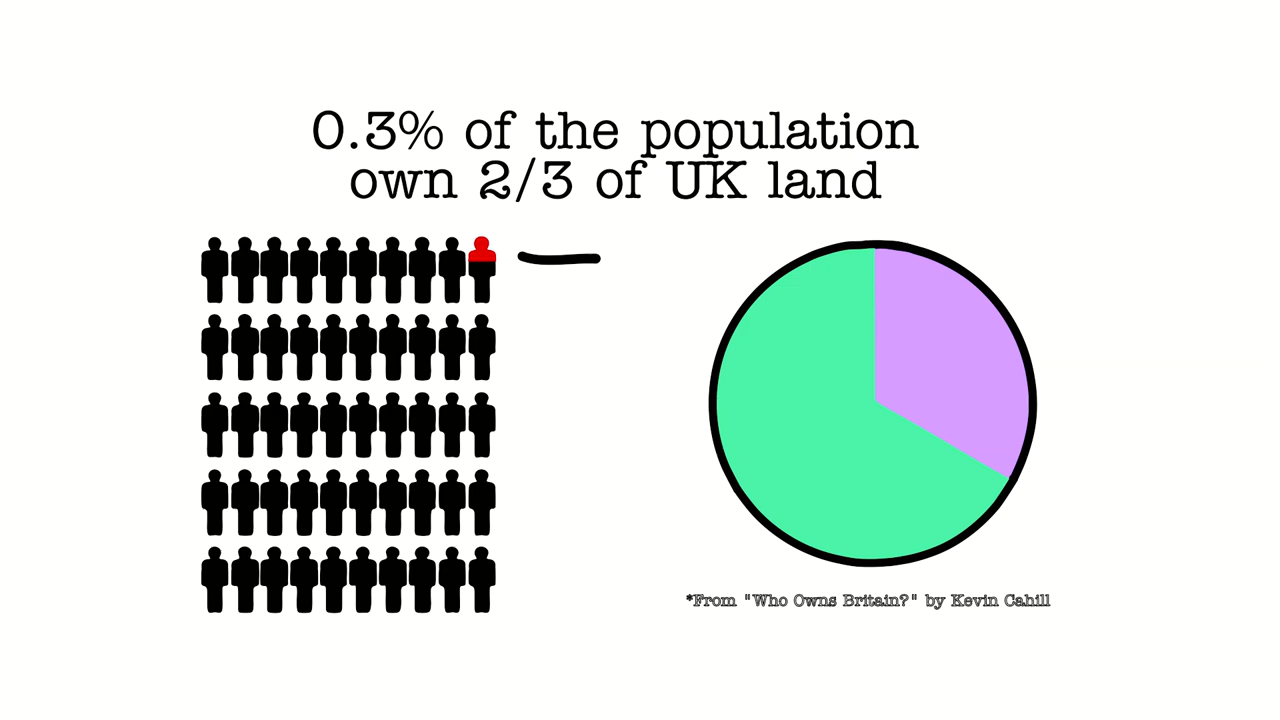 0.3% of the population
own 2/3 of UK land
*From "Who Owns Britain?" by Kevin Cahill